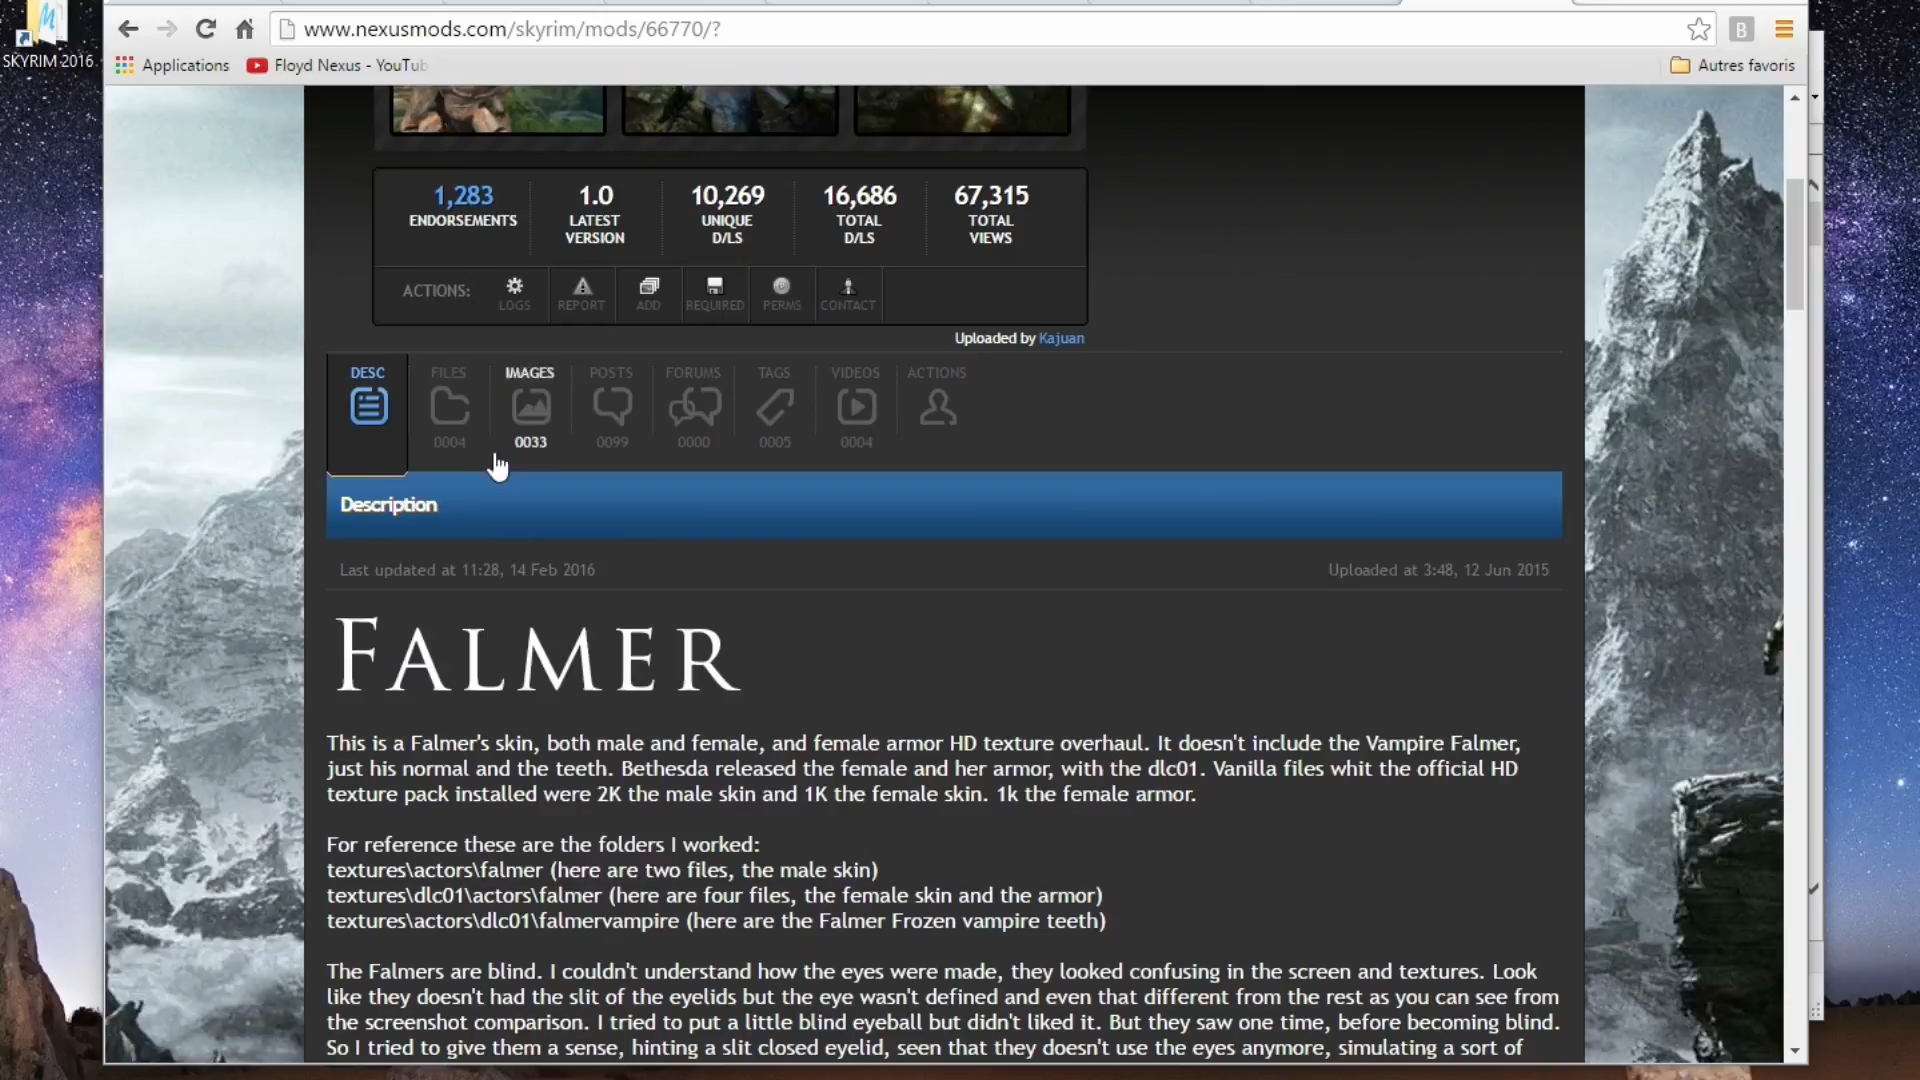 SKYRIM 2016
www.nexusmods.com/skyrim/mods/66770/?
B
Applications
Floyd Nexus - YouTub
Autres favoris
1,283
ENDORSEMENTS
1.0
LATEST
VERSION
10,269
UNIQUE
D/LS
16,686
TOTAL
D/LS
67,315
TOTAL
VIEWS
ACTIONS:
LOGS
REPORT
ADD
REQUIRED
PERMS
CONTACT
Uploaded by Kajuan
DESC
FILES
0004
IMAGES
0033
POSTS
0099
FORUMS
0000
TAGS
0005
VIDEOS
0004
ACTIONS
Description
Last updated at 11:28, 14 Feb 2016
Uploaded at 3:48, 12 Jun 2015
FALMER
This is a Falmer's skin, both male and female, and female armor HD texture overhaul. It doesn't include the Vampire Falmer,
just his normal and the teeth. Bethesda released the female and her armor, with the dlc01. Vanilla files whit the official HD
texture pack installed were 2K the male skin and 1K the female skin. 1k the female armor.
For reference these are the folders I worked:
textures\actors\falmer (here are two files, the male skin)
textures\dlc01\actors\falmer (here are four files, the female skin and the armor)
textures\actors\dlc01\falmervampire (here are the Falmer Frozen vampire teeth)
The Falmers are blind. I couldn't understand how the eyes were made, they looked confusing in the screen and textures. Look
like they doesn't had the slit of the eyelids but the eye wasn't defined and even that different from the rest as you can see from
the screenshot comparison. I tried to put a little blind eyeball but didn't liked it. But they saw one time, before becoming blind.
So I tried to give them a sense, hinting a slit closed eyelid, seen that they doesn't use the eyes anymore, simulating a sort of